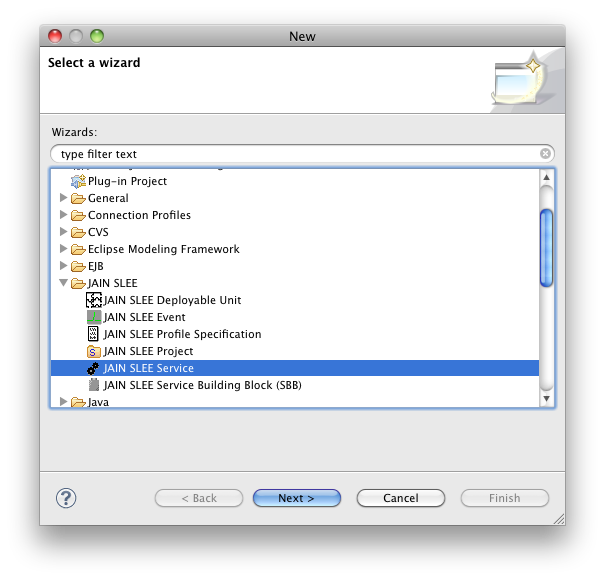 New
Select a wizard
Wizards:
type filter text
Plug-in Project
General
Connection Profiles
CVS
Eclipse Modeling Framework
EJB
JAIN SLEE
JAIN SLEE Deployable Unit
JAIN SLEE Event
JAIN SLEE Profile Specification
JAIN SLEE Project
JAIN SLEE Service
JAIN SLEE Service Building Block (SBB)
Java
? < Back Next > Cancel Finish